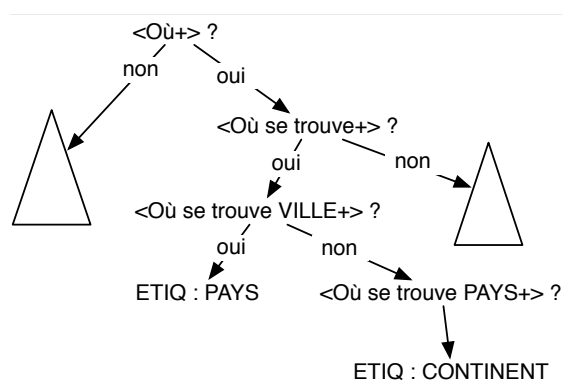 <Où+> ?
non
oui
<Où se trouve+> ?
oui
non
<Où se trouve VILLE+> ?
oui
non
ETIQ : PAYS
<Où se trouve PAYS+> ?
ETIQ : CONTINENT